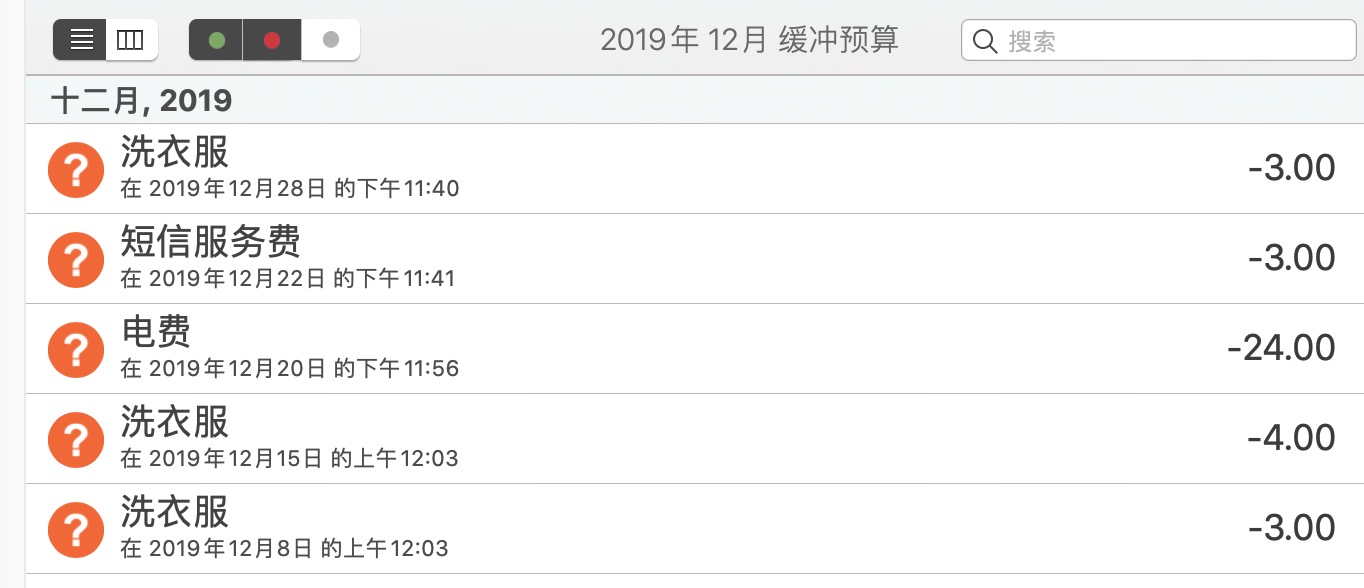 2019年 12月 缓冲预算
搜索
十二月, 2019
洗衣服
在 2019年12月28日 的下午11:40
-3.00
短信服务费
在 2019年12月22日 的下午11:41
-3.00
电费
在 2019年12月20日 的下午11:56
-24.00
洗衣服
在 2019年12月15日 的上午12:03
-4.00
洗衣服
在 2019年12月8日 的上午12:03
-3.00